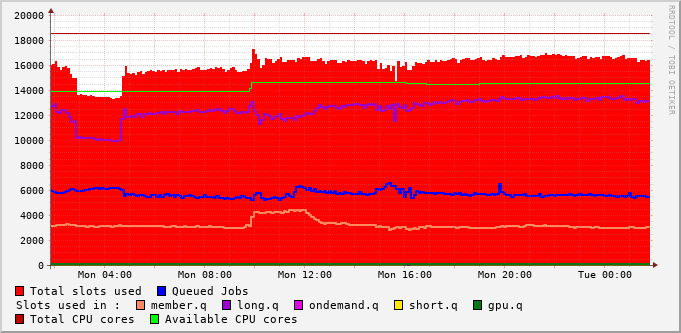 20000
18000
16000
14000
12000
10000
8000
6000
4000
2000
0
Mon 04:00 Mon 08:00 Mon 12:00 Mon 16:00 Mon 20:00 Tue 00:00
RRDTOOL / TOBI OETIKER
Total slots used Queued Jobs
Slots used in : member.q long.q ondemand.q short.q gpu.q
Total CPU cores Available CPU cores